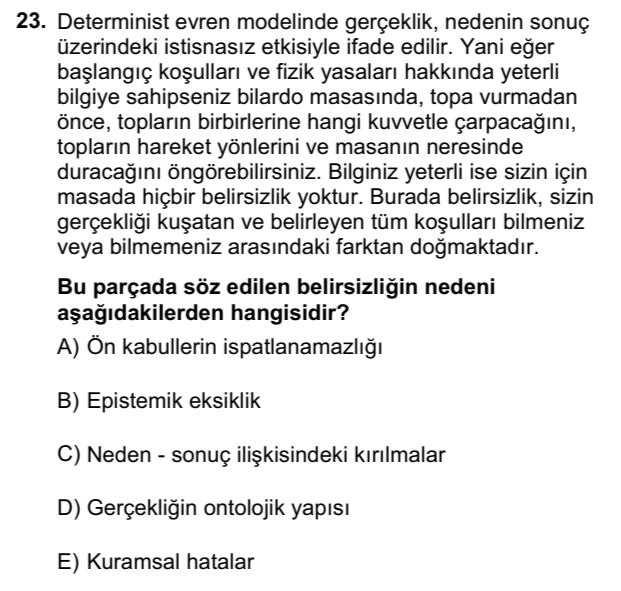 23. Determinist evren modelinde gerçeklik, nedenin sonuç
üzerindeki istisnasız etkisiyle ifade edilir. Yani eğer
başlangıç koşulları ve fizik yasaları hakkında yeterli
bilgiye sahipseniz bilardo masasında, topa vurmadan
önce, topların birbirlerine hangi kuvvetle çarpacağını,
topların hareket yönlerini ve masanın neresinde
duracağını öngörebilirsiniz. Bilginiz yeterli ise sizin için
masada hiçbir belirsizlik yoktur. Burada belirsizlik, sizin
gerçekliği kuşatan ve belirleyen tüm koşulları bilmeniz
veya bilmemeniz arasındaki farktan doğmaktadır.
Bu parçada söz edilen belirsizliğin nedeni
aşağıdakilerden hangisidir?
A) Ön kabullerin ispatlanamazlığı
B) Epistemik eksiklik
C) Neden - sonuç ilişkisindeki kırılmalar
D) Gerçekliğin ontolojik yapısı
E) Kuramsal hatalar